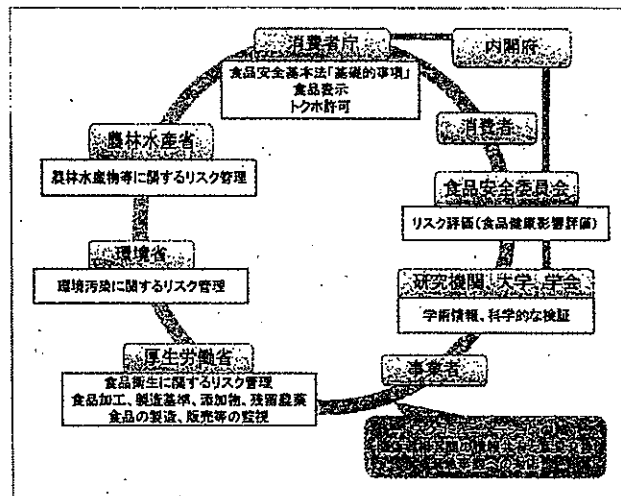 消費者庁
内閣府
食品安全基本法「基礎的事項」
食品表示
トクホ許可
消費者
農林水産省
農林水産物等に関するリスク管理
食品安全委員会
リスク評価(食品健康影響評価)
環境省
環境汚染に関するリスク管理
研究機関 大学 学会
学術情報、科学的な検証
厚生労働省
食品衛生に関するリスク管理
食品加工、製造基準、添加物、残留農薬
食品の製造、販売等の監視
事業者